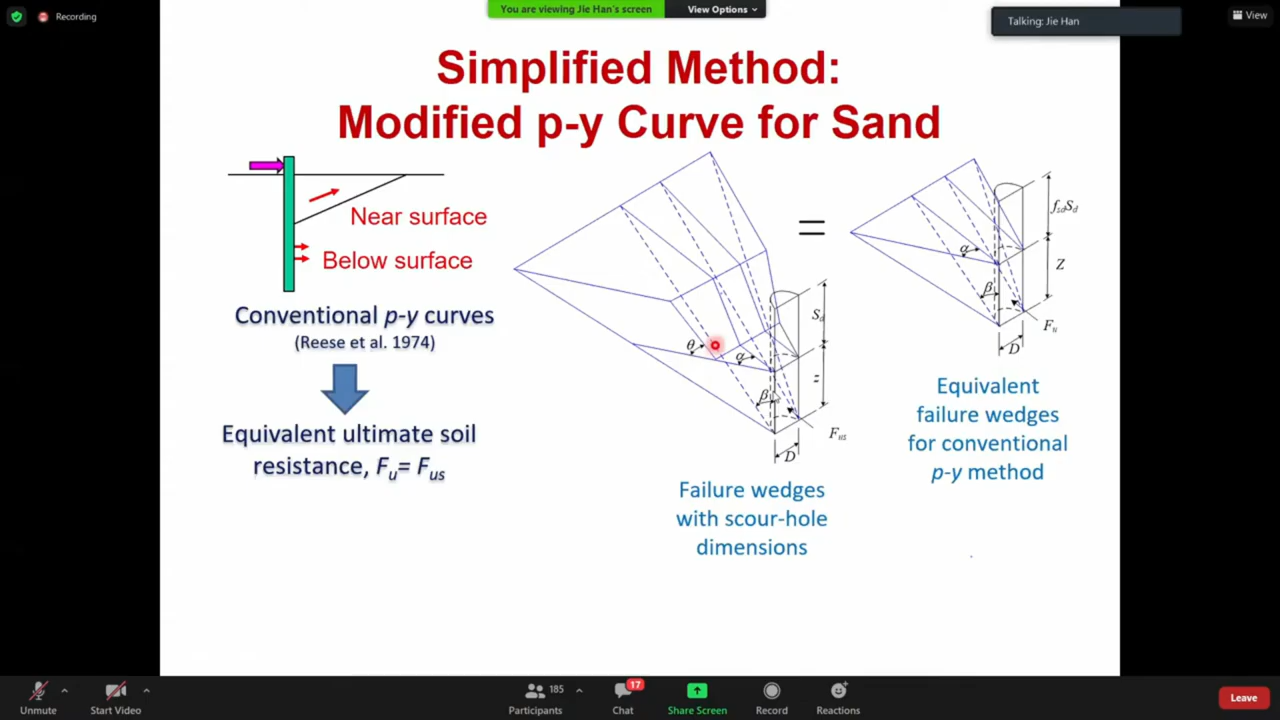 Recording
You are viewing Jie Han's screen
View Options
Talking: Jie Han
View
Simplified Method:
Modified p-y Curve for Sand
Near surface
Below surface
Conventional p-y curves
(Reese et al. 1974)
Equivalent ultimate soil
resistance, Fu= Fus
θ
α
β
Sd
D
Fus
Failure wedges
with scour-hole
dimensions
=
α
β
fsdSd
Z
Fu
D
Equivalent
failure wedges
for conventional
p-y method
Unmute
Start Video
185
Participants
17
Chat
Share Screen
Record
Reactions
Leave